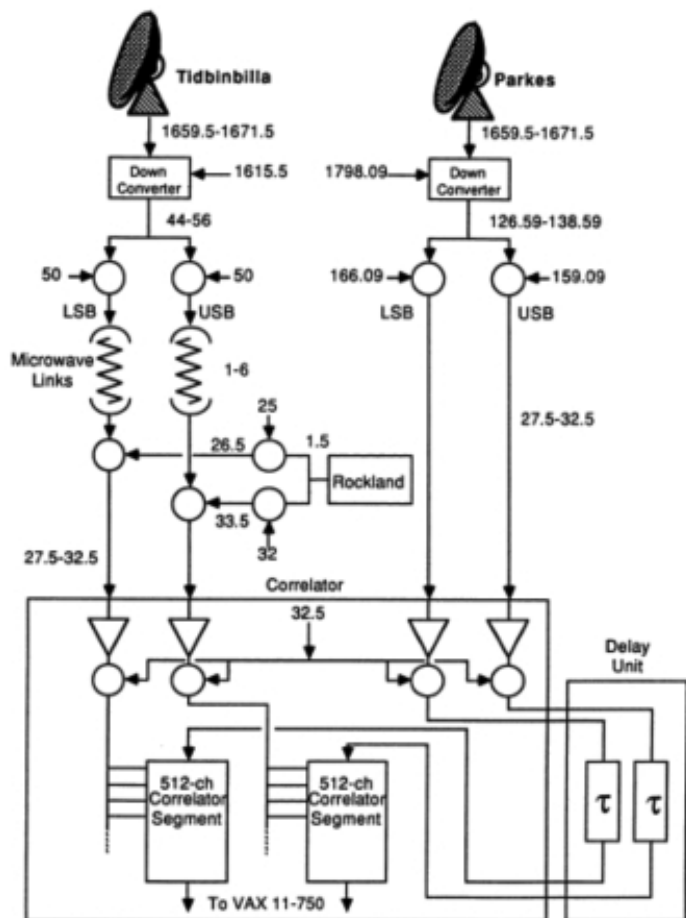 Tidbinbilla
Parkes
1659.5-1671.5
1659.5-1671.5
Down
Converter
1615.5
1798.09
Down
Converter
44-56
126.59-138.59
50
50
166.09
159.09
LSB
USB
LSB
USB
Microwave
Links
1-6
25
27.5-32.5
26.5
1.5
Rockland
33.5
32
27.5-32.5
Correlator
32.5
Delay
Unit
512-ch
Correlator
Segment
512-ch
Correlator
Segment
τ
τ
To VAX 11-750